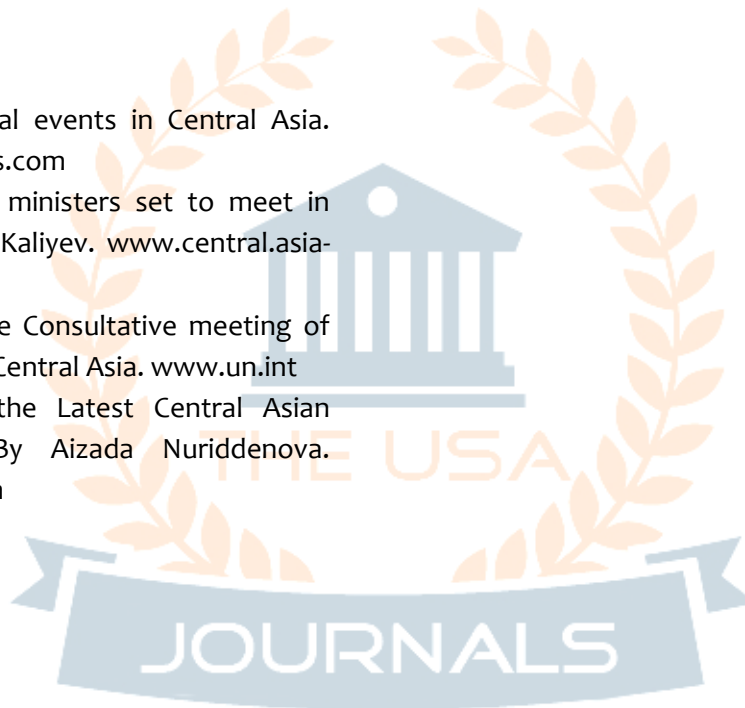 al events in Central Asia.
s.com
ministers set to meet in
Kaliyev. www.central.asia-
e Consultative meeting of
Central Asia. www.un.int
the Latest Central Asian
By Aizada Nuriddenova.
THE USA
JOURNALS